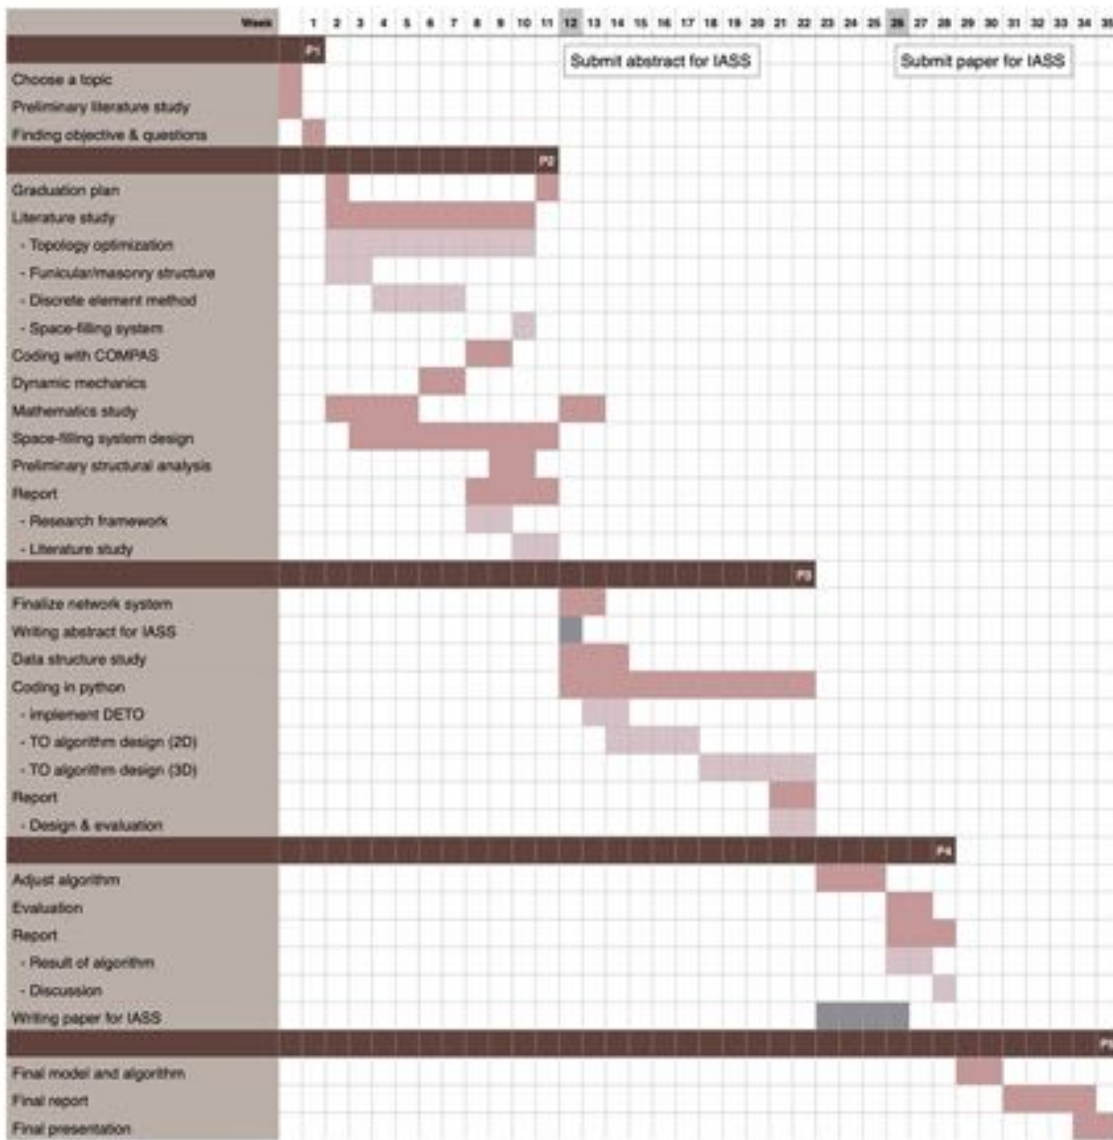 Week 1 2 3 4 5 6 7 8 9 10 11 12 13 14 15 16 17 18 19 20 21 22 23 24 25 26 27 28 29 30 31 32 33 34 35
P1
Submit abstract for IASS
Submit paper for IASS
Choose a topic
Preliminary literature study
Finding objective & questions
P2
Graduation plan
Literature study
- Topology optimization
- Funicular/masonry structure
- Discrete element method
- Space-filling system
Coding with COMPAS
Dynamic mechanics
Mathematics study
Space-filling system design
Preliminary structural analysis
Report
- Research framework
- Literature study
P3
Finalize network system
Writing abstract for IASS
Data structure study
Coding in python
- implement DETO
- TO algorithm design (2D)
- TO algorithm design (3D)
Report
- Design & evaluation
P4
Adjust algorithm
Evaluation
Report
- Result of algorithm
- Discussion
Writing paper for IASS
P5
Final model and algorithm
Final report
Final presentation